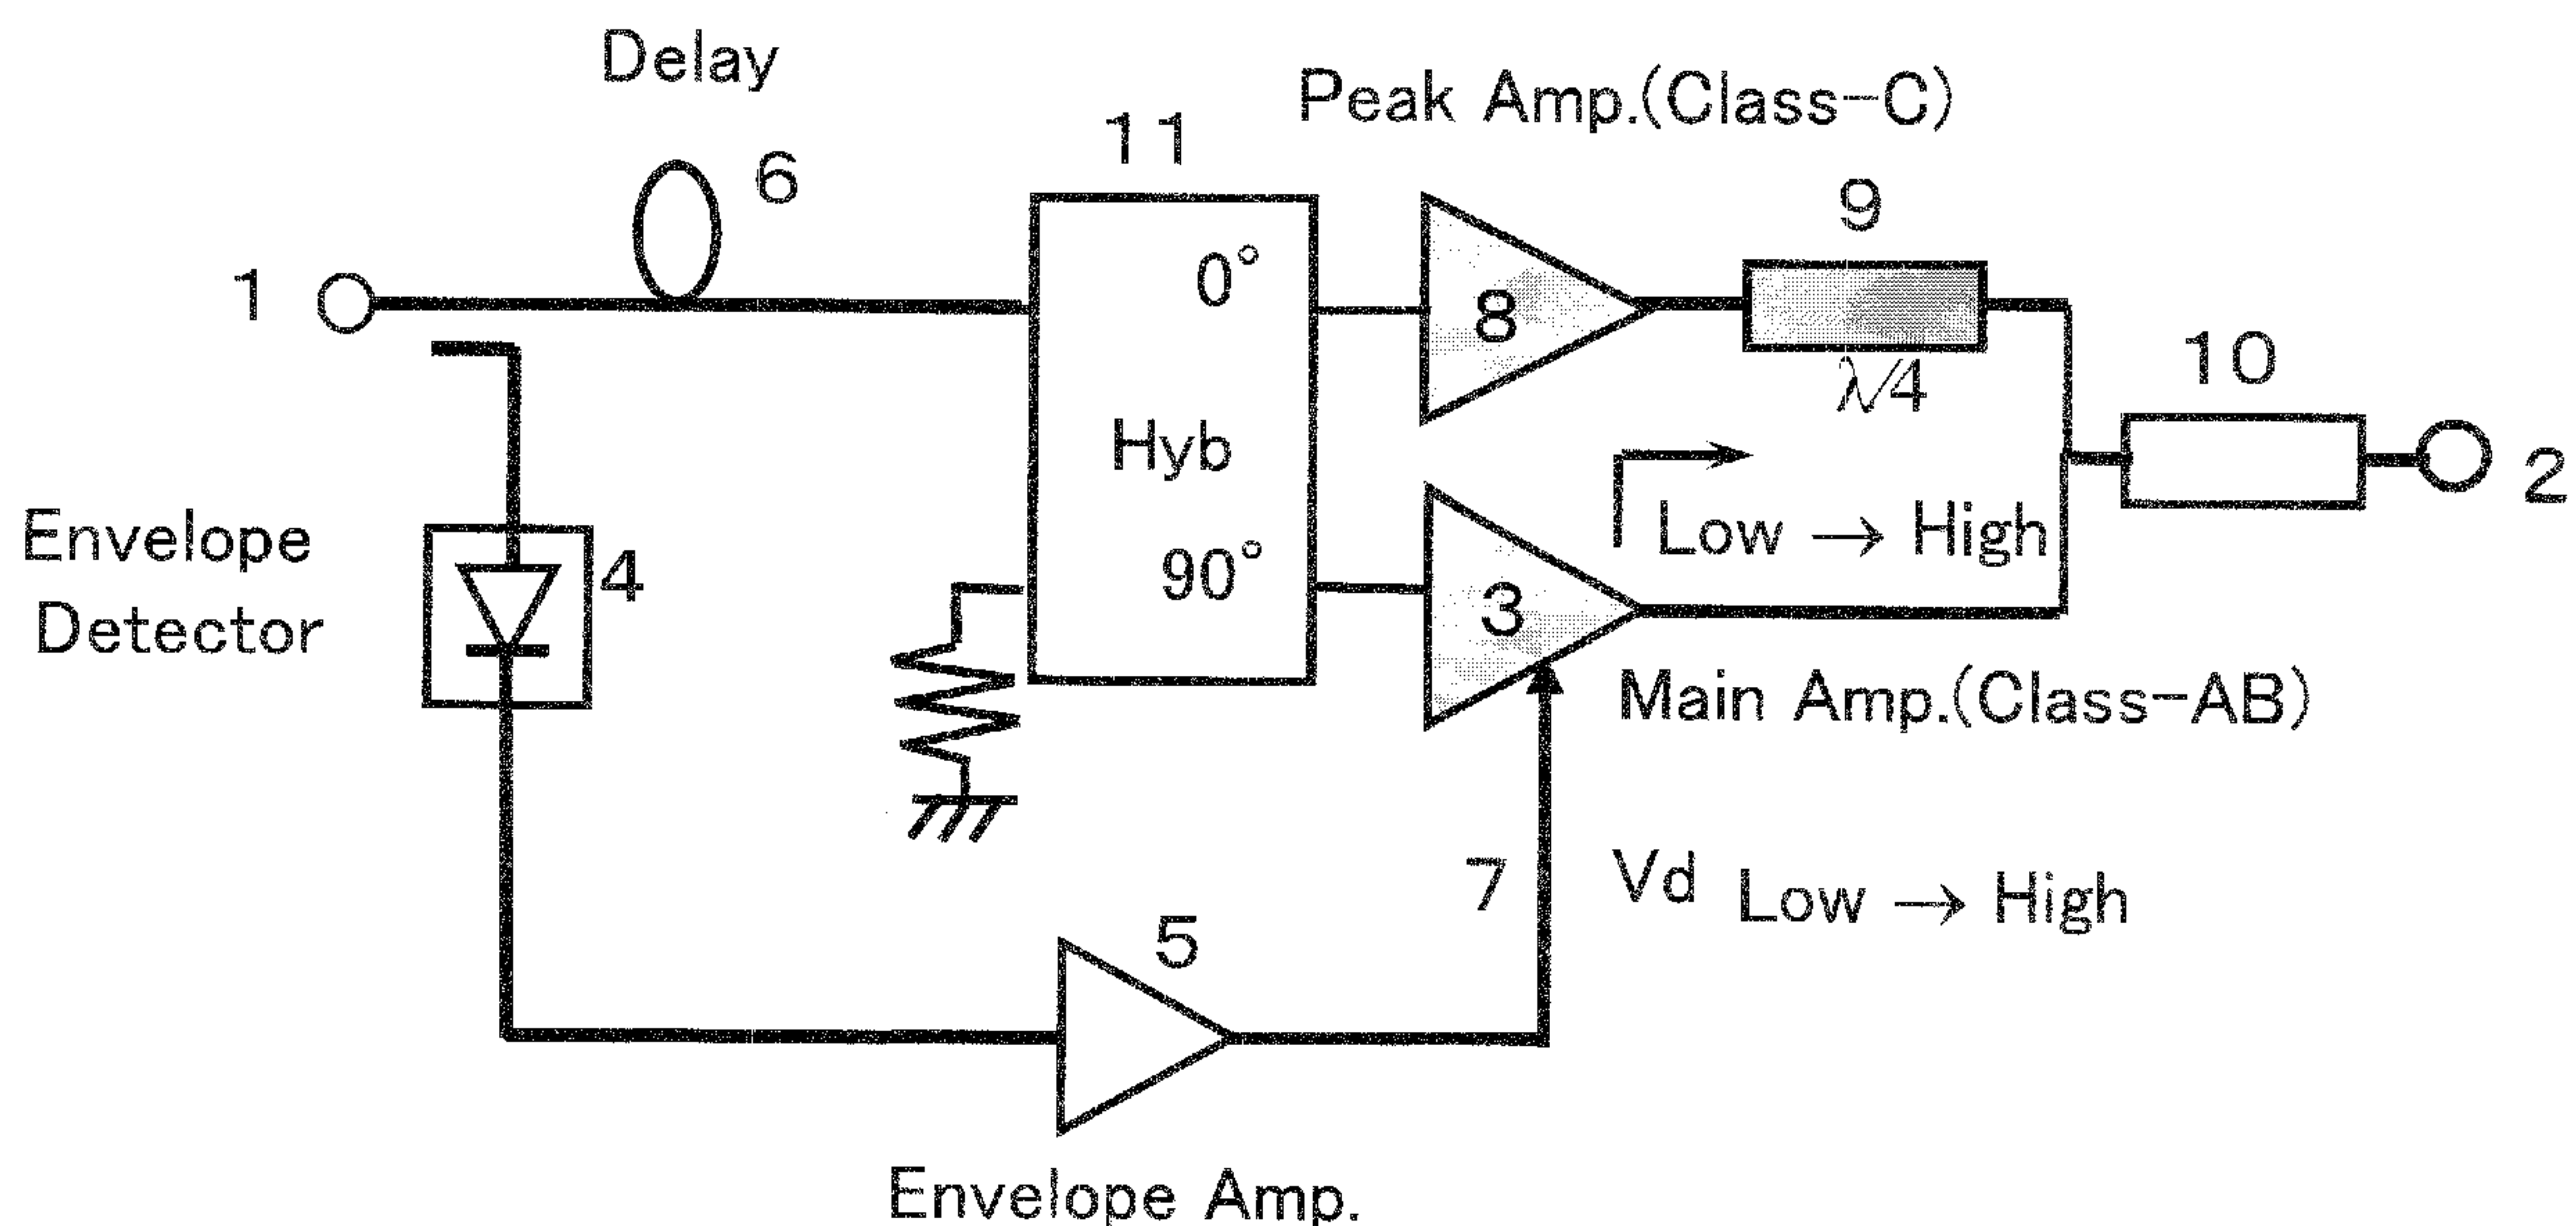 Delay
Peak Amp.(Class-C)
11
6
9
1
0°
8
λ/4
10
Hyb
2
Low → High
Envelope
Detector
4
90°
3
Main Amp.(Class-AB)
7
Vd Low → High
5
Envelope Amp.